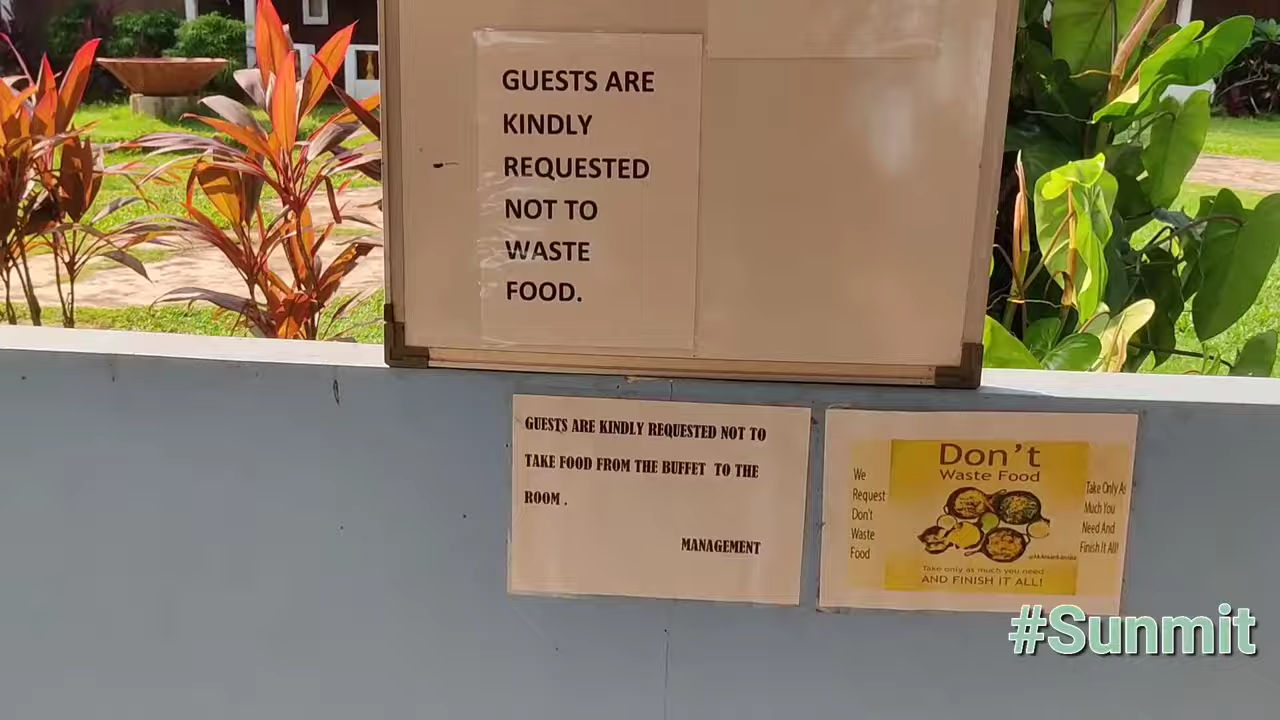 GUESTS ARE
KINDLY
REQUESTED
NOT TO
WASTE
FOOD.
GUESTS ARE KINDLY REQUESTED NOT TO
TAKE FOOD FROM THE BUFFET TO THE
ROOM .
MANAGEMENT
We
Request
Don't
Waste
Food
Don't
Waste Food
Take only as much you need
AND FINISH IT ALL!
Take Only As
Much You
Need And
Finish It All!
#Sunmit